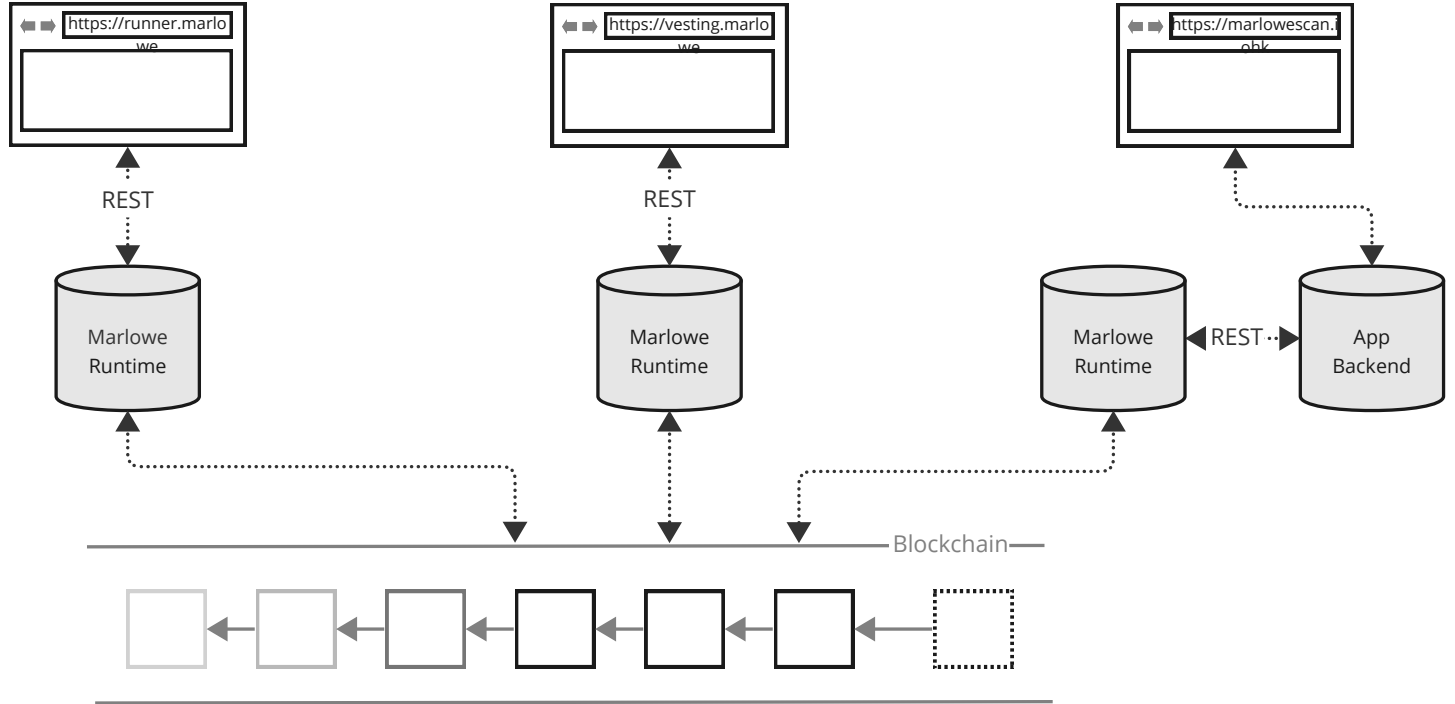 https://runner.marlo
we
https://vesting.marlo
we
https://marlowescan.i
ohk
REST
REST
Marlowe
Runtime
Marlowe
Runtime
Marlowe
Runtime
REST
App
Backend
Blockchain